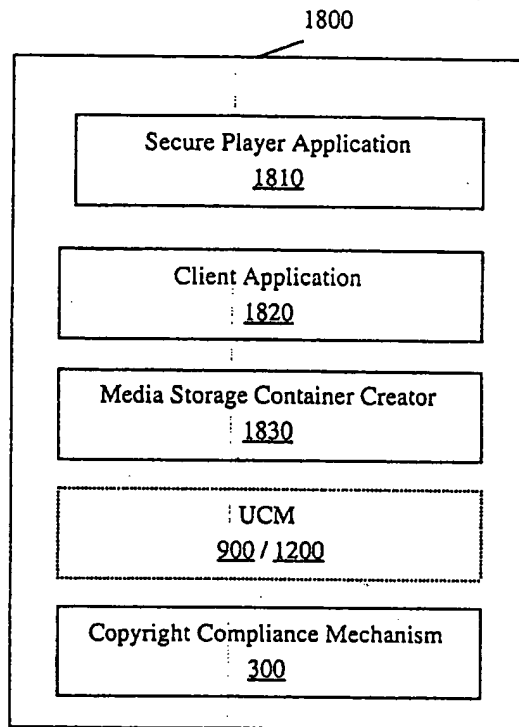 1800
Secure Player Application
1810
Client Application
1820
Media Storage Container Creator
1830
UCM
900 / 1200
Copyright Compliance Mechanism
300